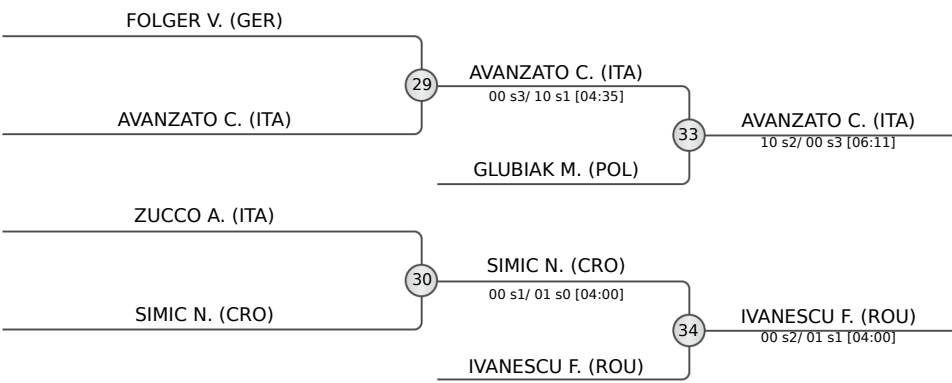 FOLGER V. (GER)
29
AVANZATO C. (ITA)
00 s3/ 10 s1 [04:35]
AVANZATO C. (ITA)
33
AVANZATO C. (ITA)
10 s2/ 00 s3 [06:11]
GLUBIAK M. (POL)
ZUCCO A. (ITA)
30
SIMIC N. (CRO)
00 s1/ 01 s0 [04:00]
SIMIC N. (CRO)
34
IVANESCU F. (ROU)
00 s2/ 01 s1 [04:00]
IVANESCU F. (ROU)